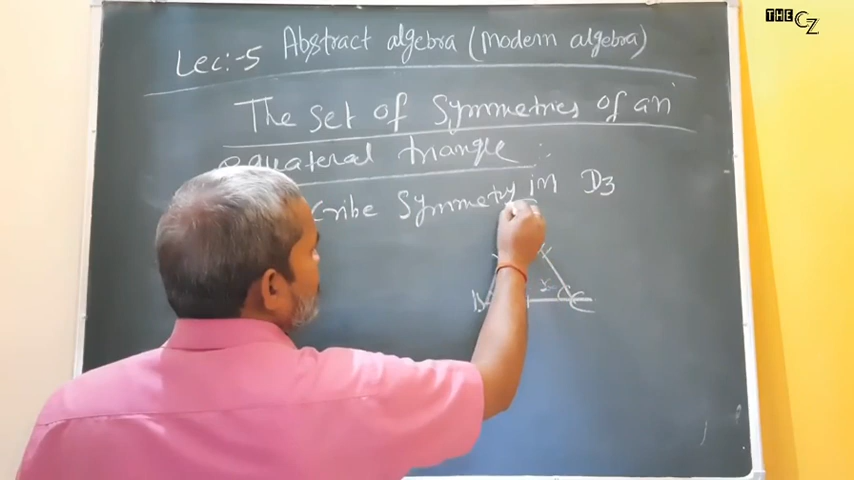 THE CZ
Lec:-5 Abstract algebra (Modern algebra)
The set of Symmetries of an
equateral triangle:
cribe Symmetry in D3
x
C